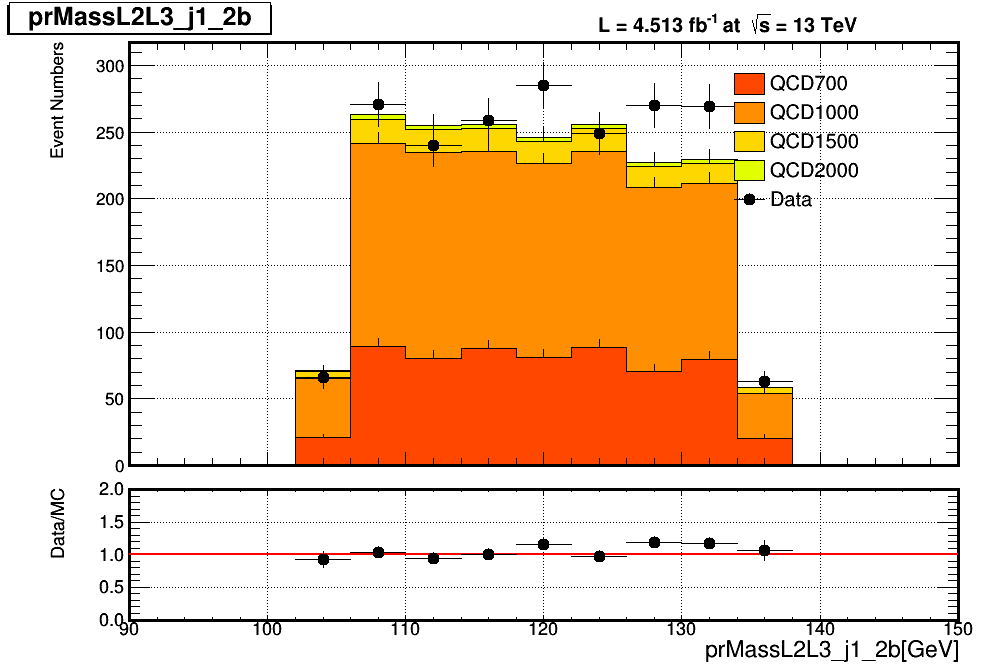 prMassL2L3_j1_2b
L = 4.513 fb-1 at √s = 13 TeV
Event Numbers
300
250
200
150
100
50
0
QCD700
QCD1000
QCD1500
QCD2000
Data
Data/MC
2.0
1.5
1.0
0.5
0.0
90 100 110 120 130 140 150
prMassL2L3_j1_2b[GeV]